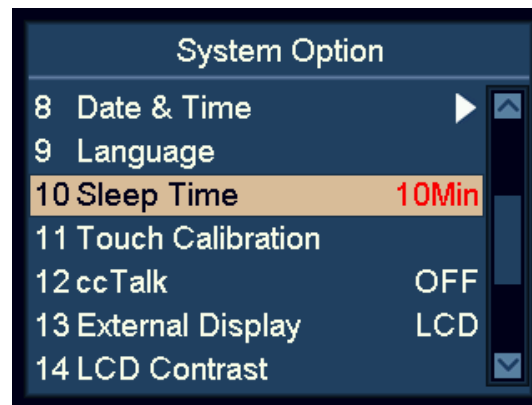 System Option
8 Date & Time
9 Language
10 Sleep Time 10Min
11 Touch Calibration
12 ccTalk OFF
13 External Display LCD
14 LCD Contrast